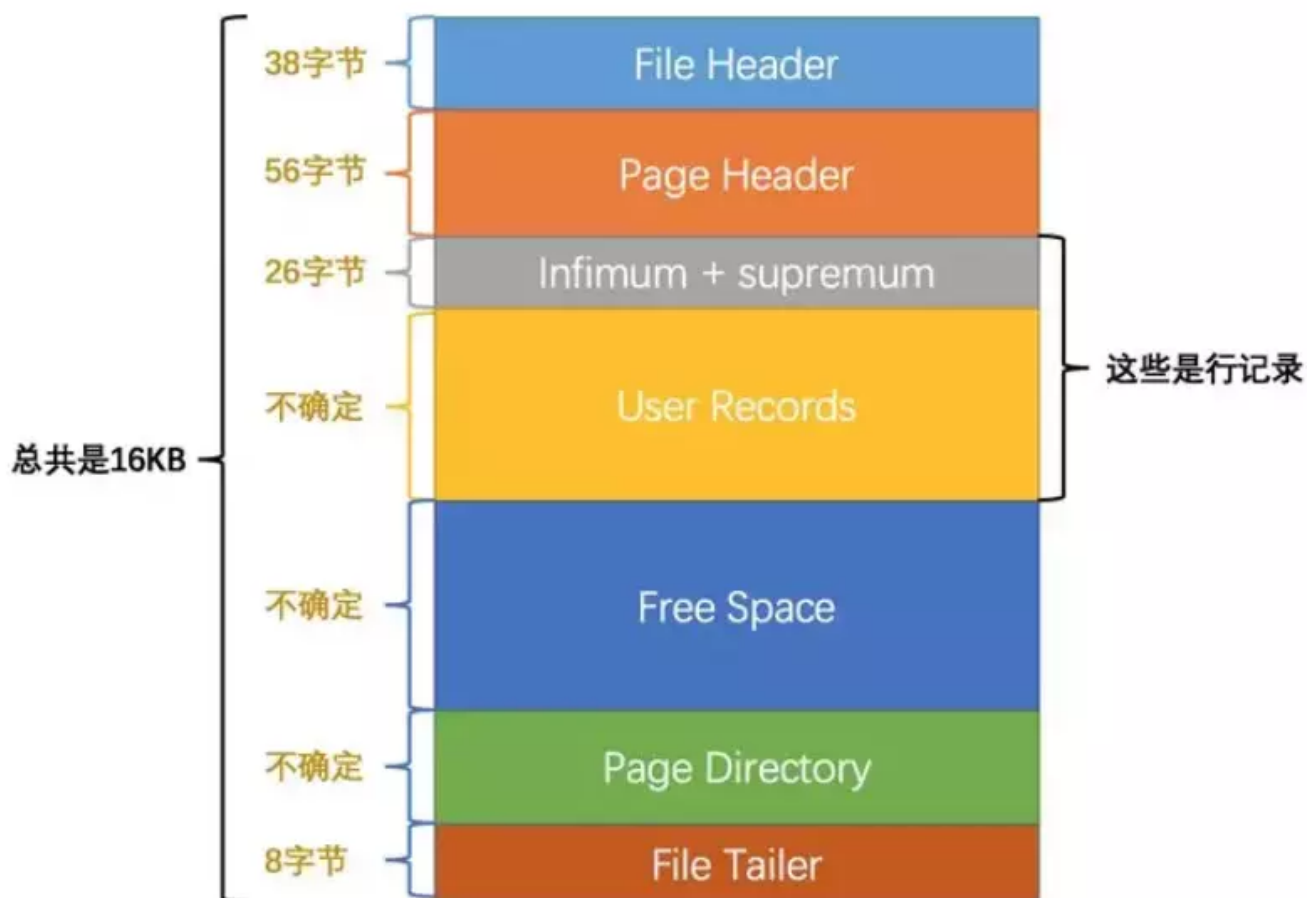 38字节
File Header
56字节
Page Header
26字节
Infimum + supremum
不确定
User Records
这些是行记录
总共是16KB
不确定
Free Space
不确定
Page Directory
8字节
File Tailer